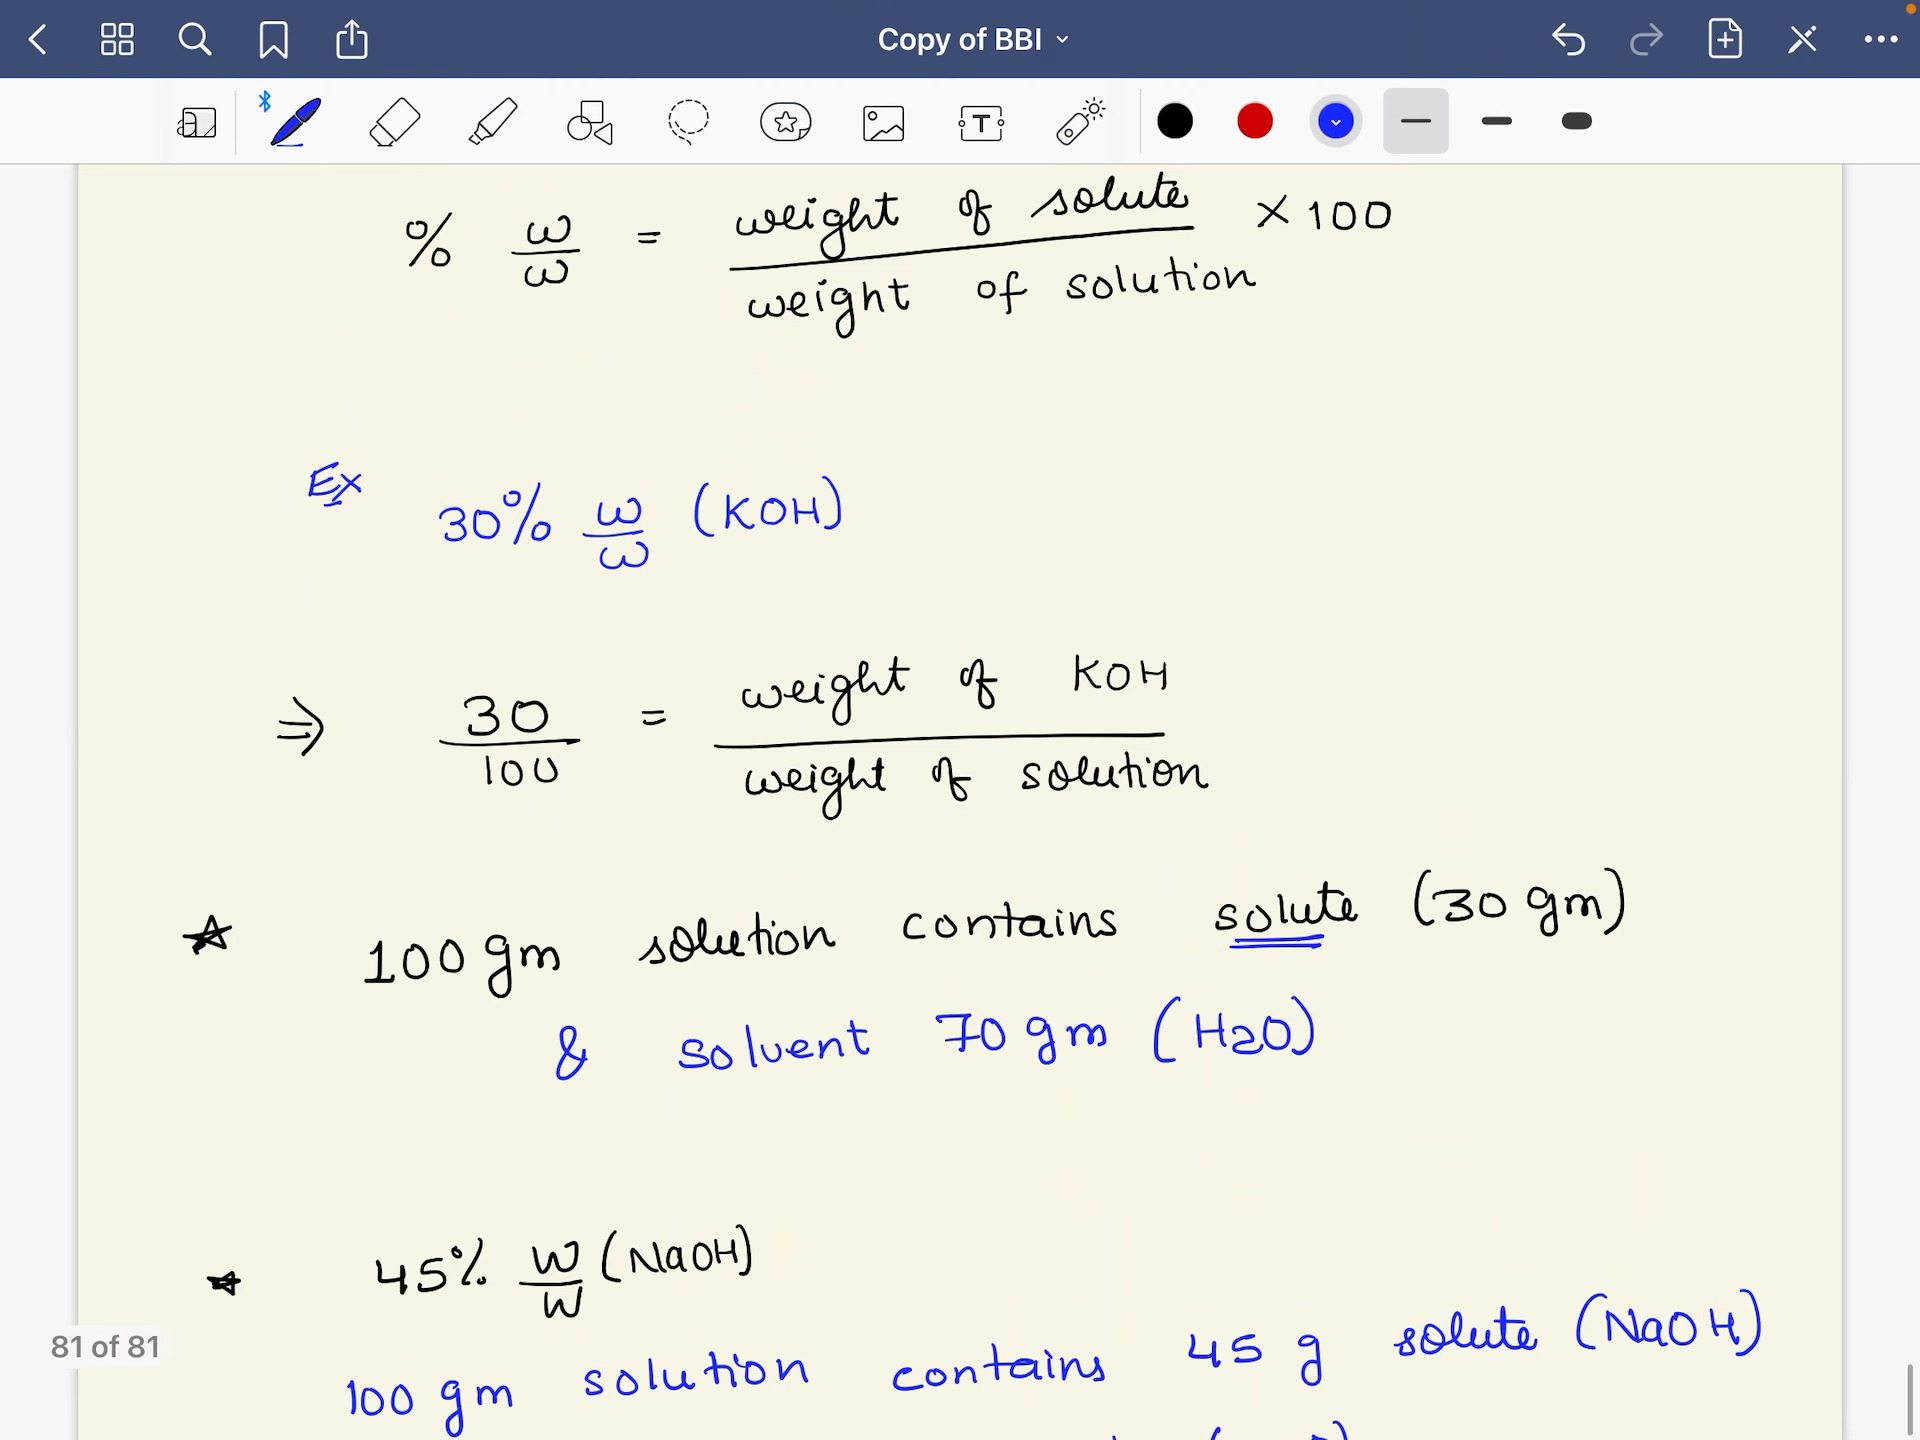 Copy of BBI
% w/w = weight of solute / weight of solution × 100
Ex 30% w/w (KOH)
⇒ 30/100 = weight of KOH / weight of solution
100 gm solution contains solute (30 gm)
& solvent 70 gm (H2O)
45% W/W (NaOH)
81 of 81
100 gm solution contains 45 g solute (NaOH)